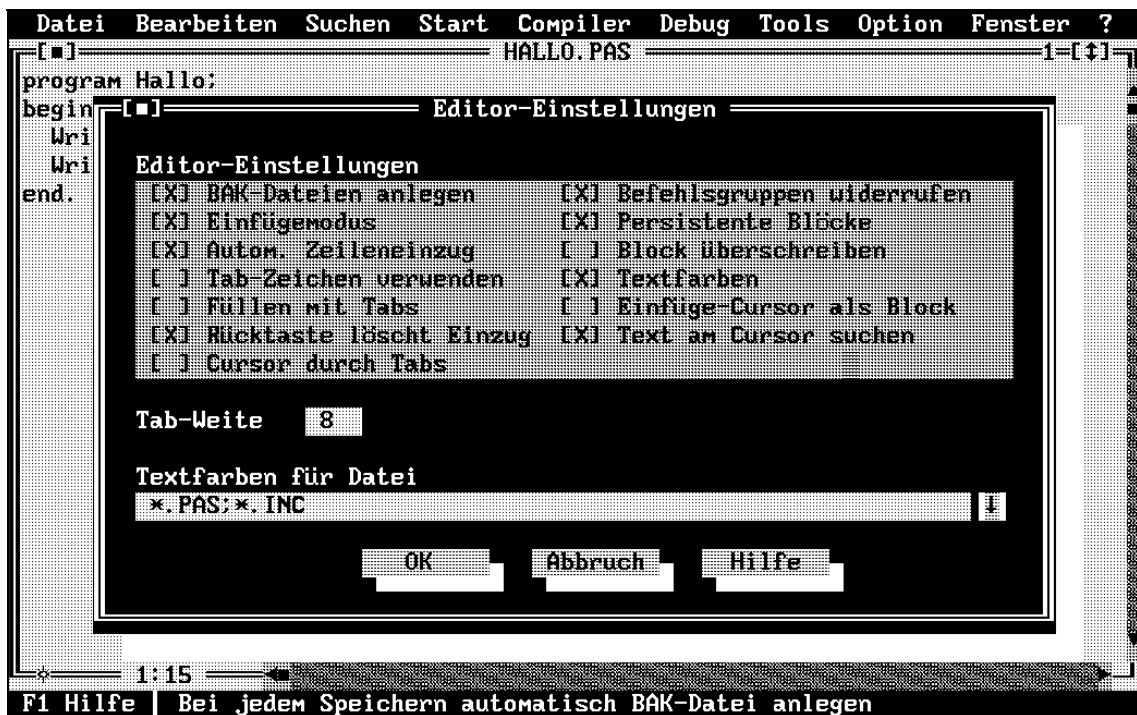 Datei Bearbeiten Suchen Start Compiler Debug Tools Option Fenster ?
[■] HALLO.PAS 1=[↕]
program Hallo;
begin
Wri
Wri
end.
[■] Editor-Einstellungen
Editor-Einstellungen
[X] BAK-Dateien anlegen [X] Befehlsgruppen widerrufen
[X] Einfügemodus [X] Persistente Blöcke
[X] Autom. Zeileneinzug [ ] Block überschreiben
[ ] Tab-Zeichen verwenden [X] Textfarben
[ ] Füllen mit Tabs [ ] Einfüge-Cursor als Block
[X] Rücktaste löscht Einzug [X] Text am Cursor suchen
[ ] Cursor durch Tabs
Tab-Weite 8
Textfarben für Datei
*.PAS;*.INC ↓
OK Abbruch Hilfe
1:15
F1 Hilfe | Bei jedem Speichern automatisch BAK-Datei anlegen